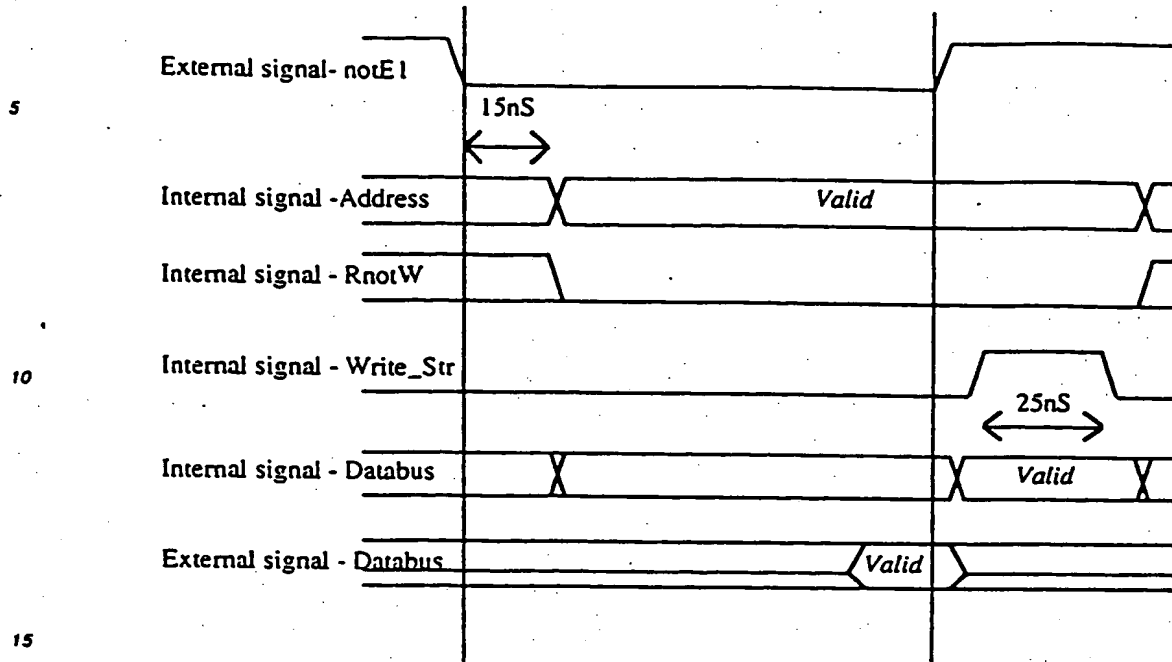 External signal- notE1
5
15nS
Internal signal -Address
Valid
Internal signal - RnotW
Internal signal - Write_Str
10
25nS
Internal signal - Databus
Valid
External signal - Databus
Valid
15